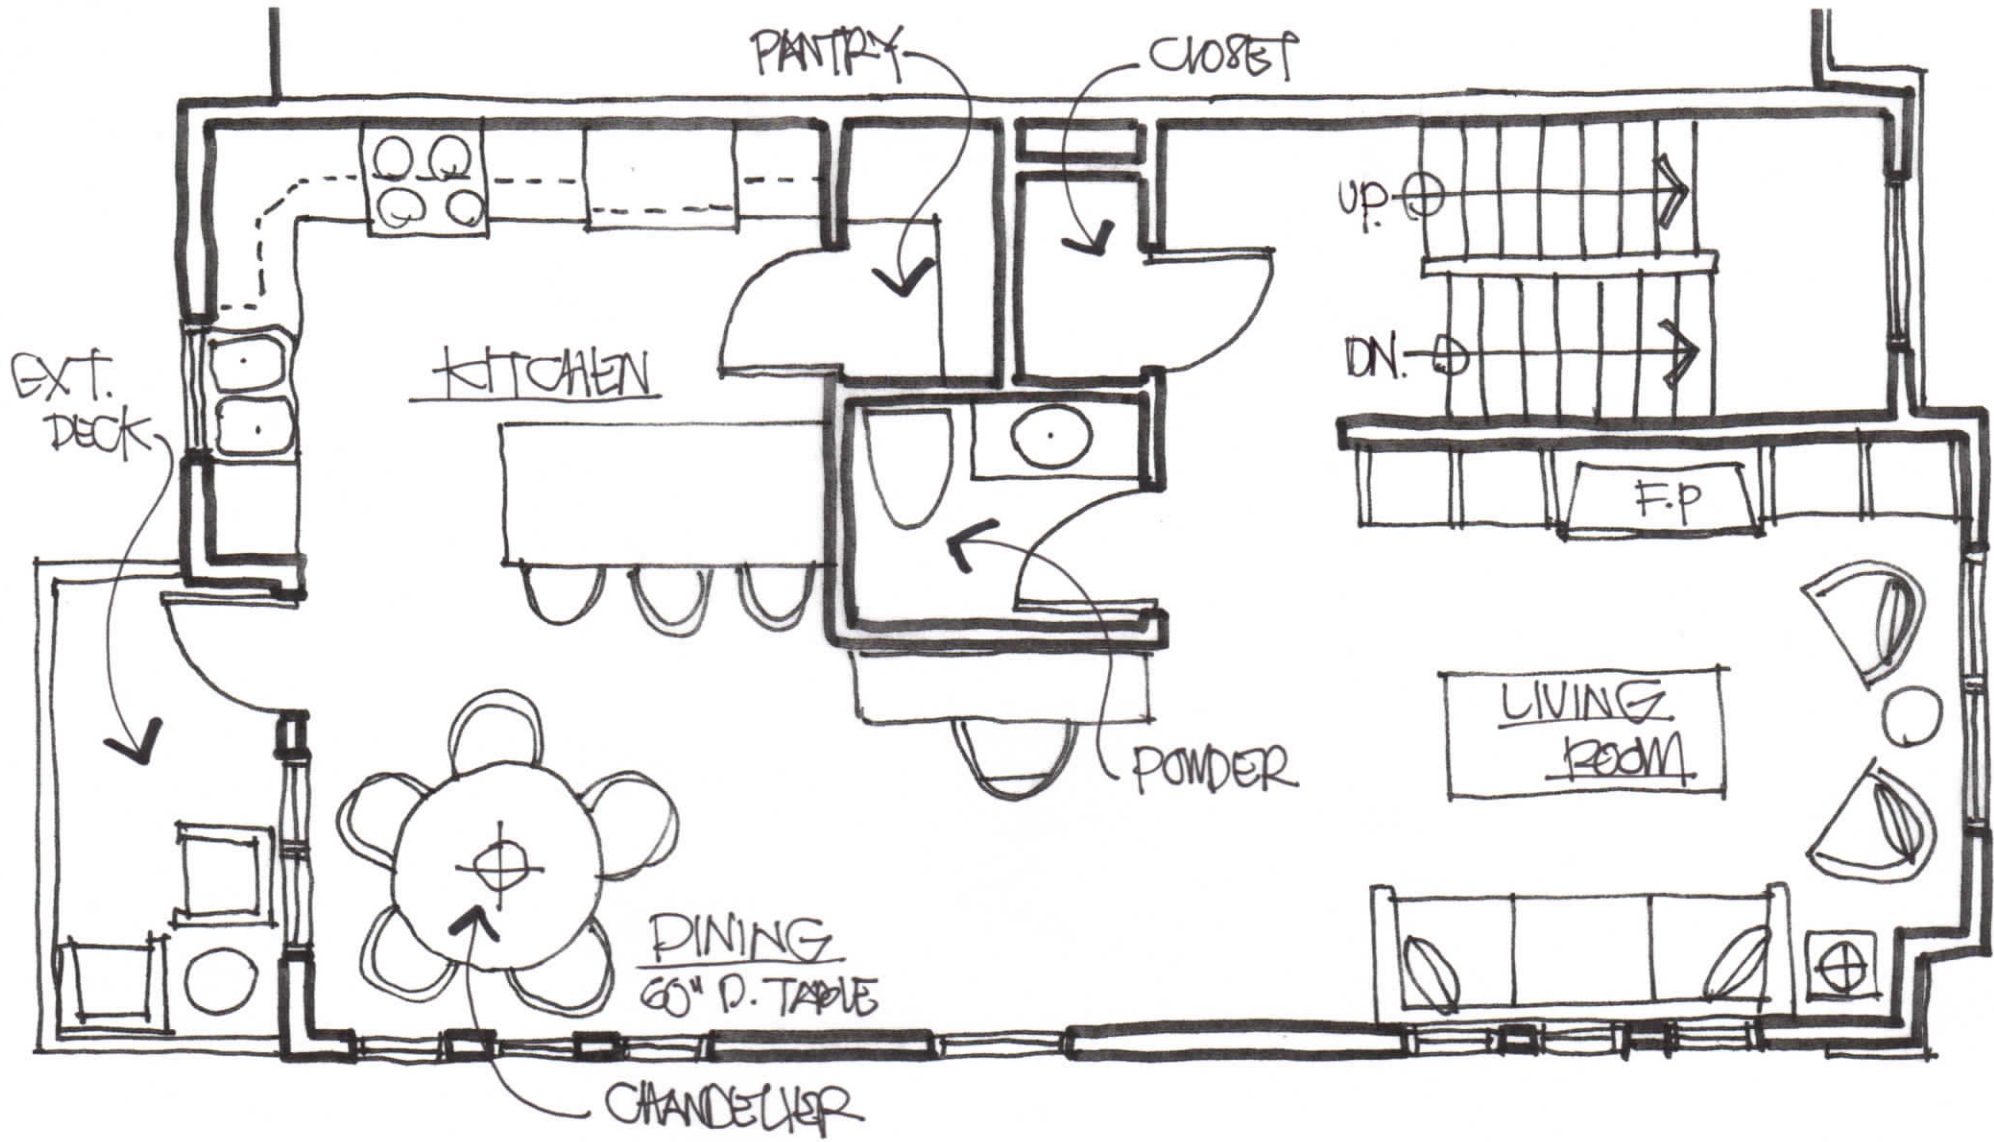 PANTRY
CLOSET
UP.
EXT.
DECK
KITCHEN
DN.
F.P
LIVING
ROOM
POWDER
DINING
60" D. TABLE
CHANDELIER